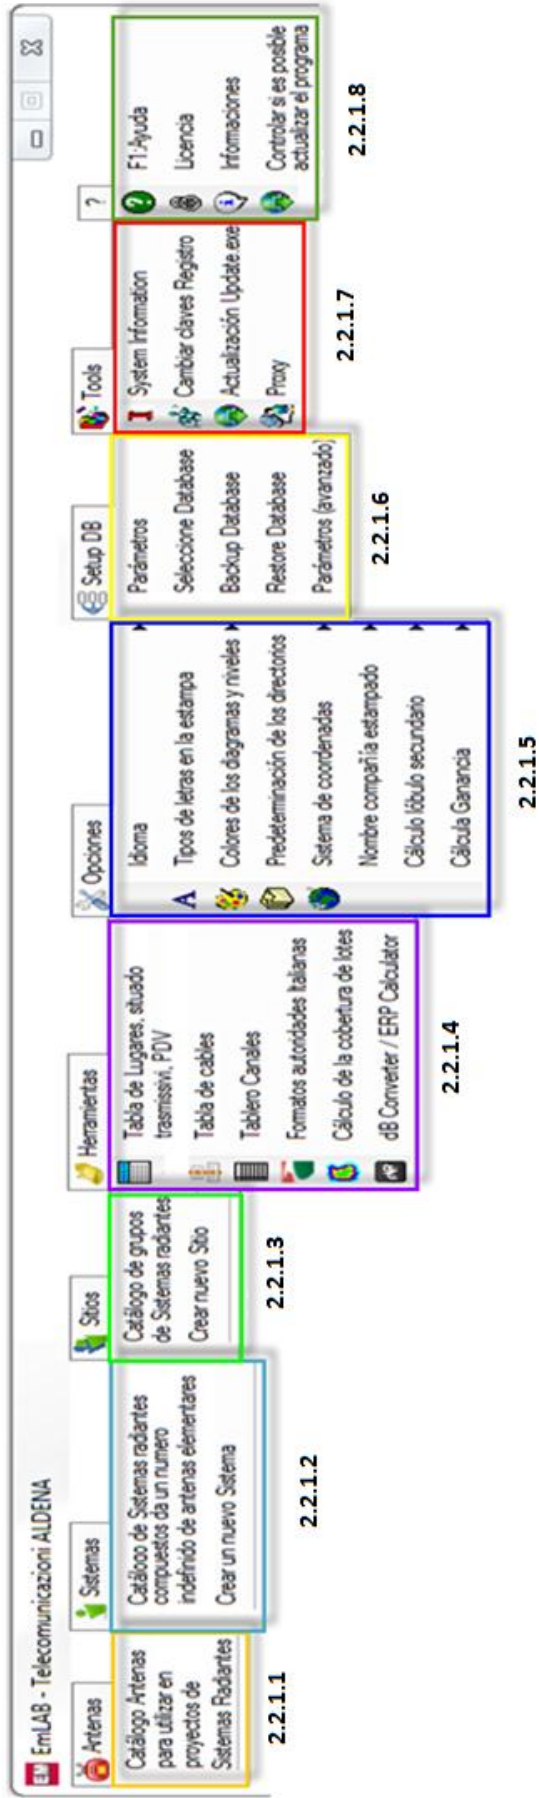 EmLAB - Telecomunicazioni ALDENA
Antenas
Catálogo Antenas
para utilizar en
proyectos de
Sistemas Radiantes
2.2.1.1
Sistemas
Catálogo de Sistemas radiantes
compuestos da un numero
indefinido de antenas elementares
Crear un nuevo Sistema
2.2.1.2
Sitios
Catálogo de grupos
de Sistemas radiantes
Crear nuevo Sitio
2.2.1.3
Herramientas
Tabla de Lugares, situado
trasmissivi, PDV
Tabla de cables
Tablero Canales
Formatos autoridades Italianas
Cálculo de la cobertura de lotes
dB Converter / ERP Calculator
2.2.1.4
Opciones
Idioma
Tipos de letras en la estampa
Colores de los diagramas y niveles
Predeterminación de los directorios
Sistema de coordenadas
Nombre compañía estampado
Cálculo lóbulo secundario
Cálcula Ganancia
2.2.1.5
Setup DB
Parámetros
Seleccione Database
Backup Database
Restore Database
Parámetros (avanzado)
2.2.1.6
Tools
System Information
Cambiar claves Registro
Actualización Update.exe
Proxy
2.2.1.7
?
F1:Ayuda
Licencia
Informaciones
Controlar si es posible
actualizar el programa
2.2.1.8